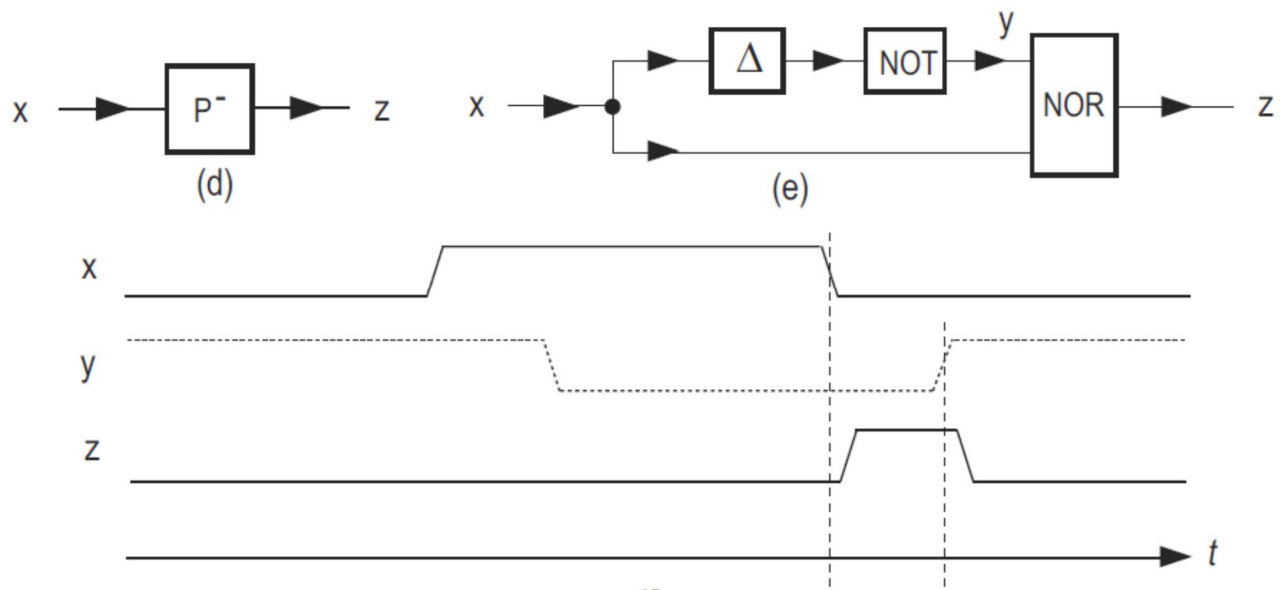 x P⁻ z
(d)
x Δ NOT y NOR z
(e)
x
y
z
t